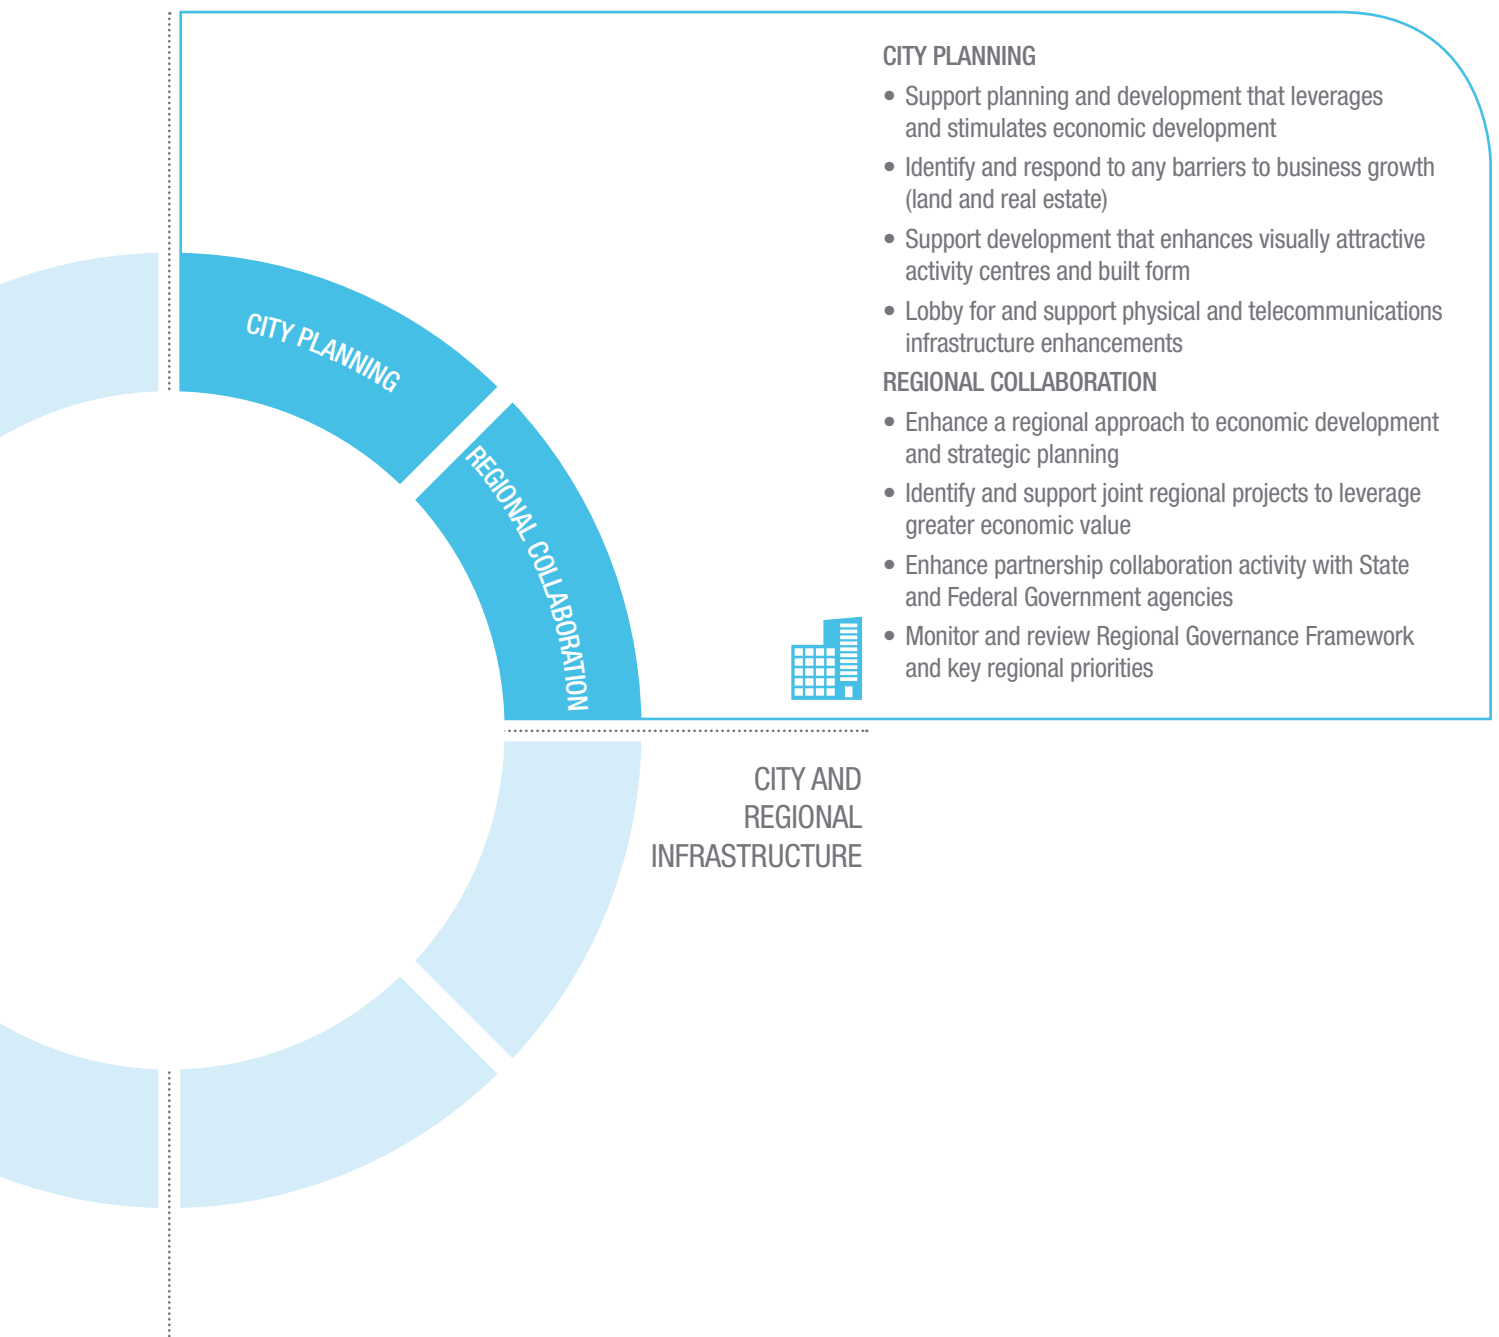 CITY PLANNING
• Support planning and development that leverages
and stimulates economic development
• Identify and respond to any barriers to business growth
(land and real estate)
• Support development that enhances visually attractive
activity centres and built form
• Lobby for and support physical and telecommunications
infrastructure enhancements
REGIONAL COLLABORATION
• Enhance a regional approach to economic development
and strategic planning
• Identify and support joint regional projects to leverage
greater economic value
• Enhance partnership collaboration activity with State
and Federal Government agencies
• Monitor and review Regional Governance Framework
and key regional priorities
CITY PLANNING
REGIONAL COLLABORATION
CITY AND
REGIONAL
INFRASTRUCTURE